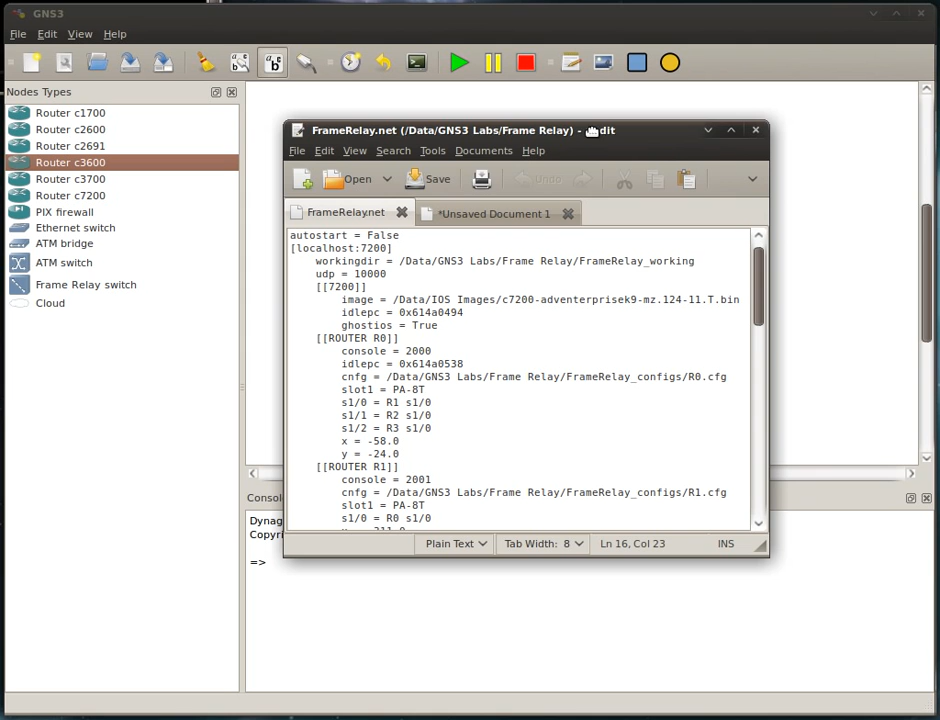 GNS3
File Edit View Help
Nodes Types
Router c1700
Router c2600
Router c2691
Router c3600
Router c3700
Router c7200
PIX firewall
Ethernet switch
ATM bridge
ATM switch
Frame Relay switch
Cloud
FrameRelay.net (/Data/GNS3 Labs/Frame Relay) - dit
File Edit View Search Tools Documents Help
Open Save Undo
FrameRelay.net *Unsaved Document 1
autostart = False
[localhost:7200]
workingdir = /Data/GNS3 Labs/Frame Relay/FrameRelay_working
udp = 10000
[[7200]]
image = /Data/IOS Images/c7200-adventerprisek9-mz.124-11.T.bin
idlepc = 0x614a0494
ghostios = True
[[ROUTER R0]]
console = 2000
idlepc = 0x614a0538
cnfg = /Data/GNS3 Labs/Frame Relay/FrameRelay_configs/R0.cfg
slot1 = PA-8T
s1/0 = R1 s1/0
s1/1 = R2 s1/0
s1/2 = R3 s1/0
x = -58.0
y = -24.0
[[ROUTER R1]]
console = 2001
cnfg = /Data/GNS3 Labs/Frame Relay/FrameRelay_configs/R1.cfg
slot1 = PA-8T
s1/0 = R0 s1/0
Plain Text Tab Width: 8 Ln 16, Col 23 INS
Consol
Dynag
Copyri
=>